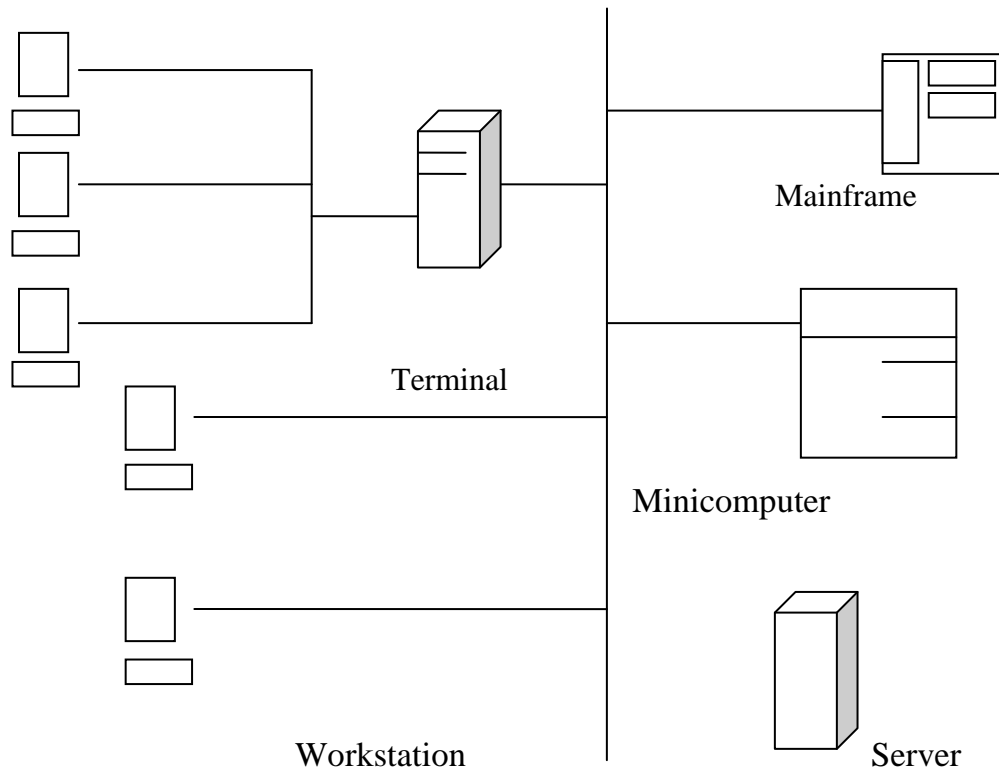 Mainframe
Terminal
Minicomputer
Workstation
Server